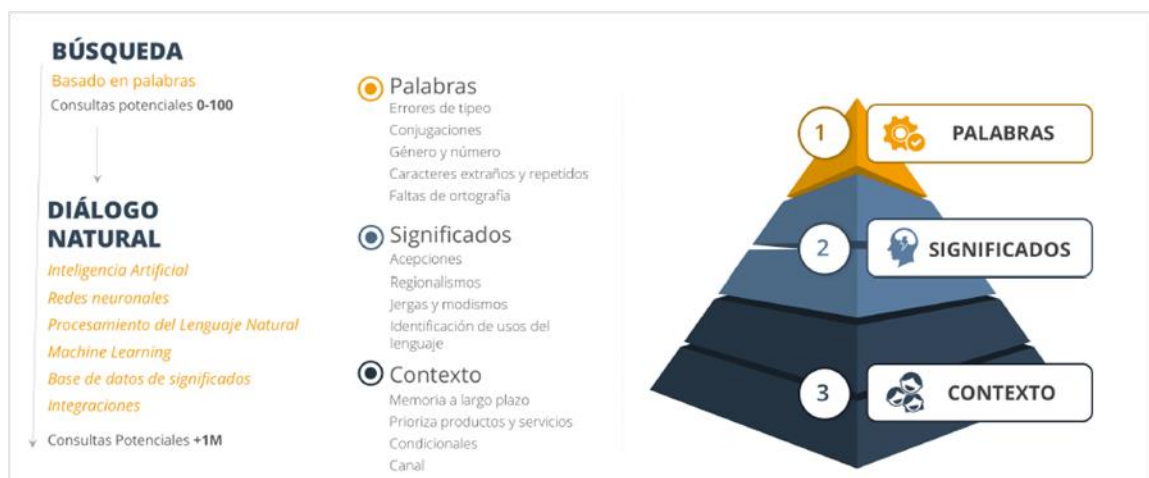 BÚSQUEDA
Basado en palabras
Consultas potenciales 0-100
DIÁLOGO
NATURAL
Inteligencia Artificial
Redes neuronales
Procesamiento del Lenguaje Natural
Machine Learning
Base de datos de significados
Integraciones
Consultas Potenciales +1M
Palabras
Errores de tipeo
Conjugaciones
Género y número
Caracteres extraños y repetidos
Faltas de ortografía
Significados
Acepciones
Regionalismos
Jergas y modismos
Identificación de usos del
lenguaje
Contexto
Memoria a largo plazo
Prioriza productos y servicios
Condicionales
Canal
1 PALABRAS
2 SIGNIFICADOS
3 CONTEXTO